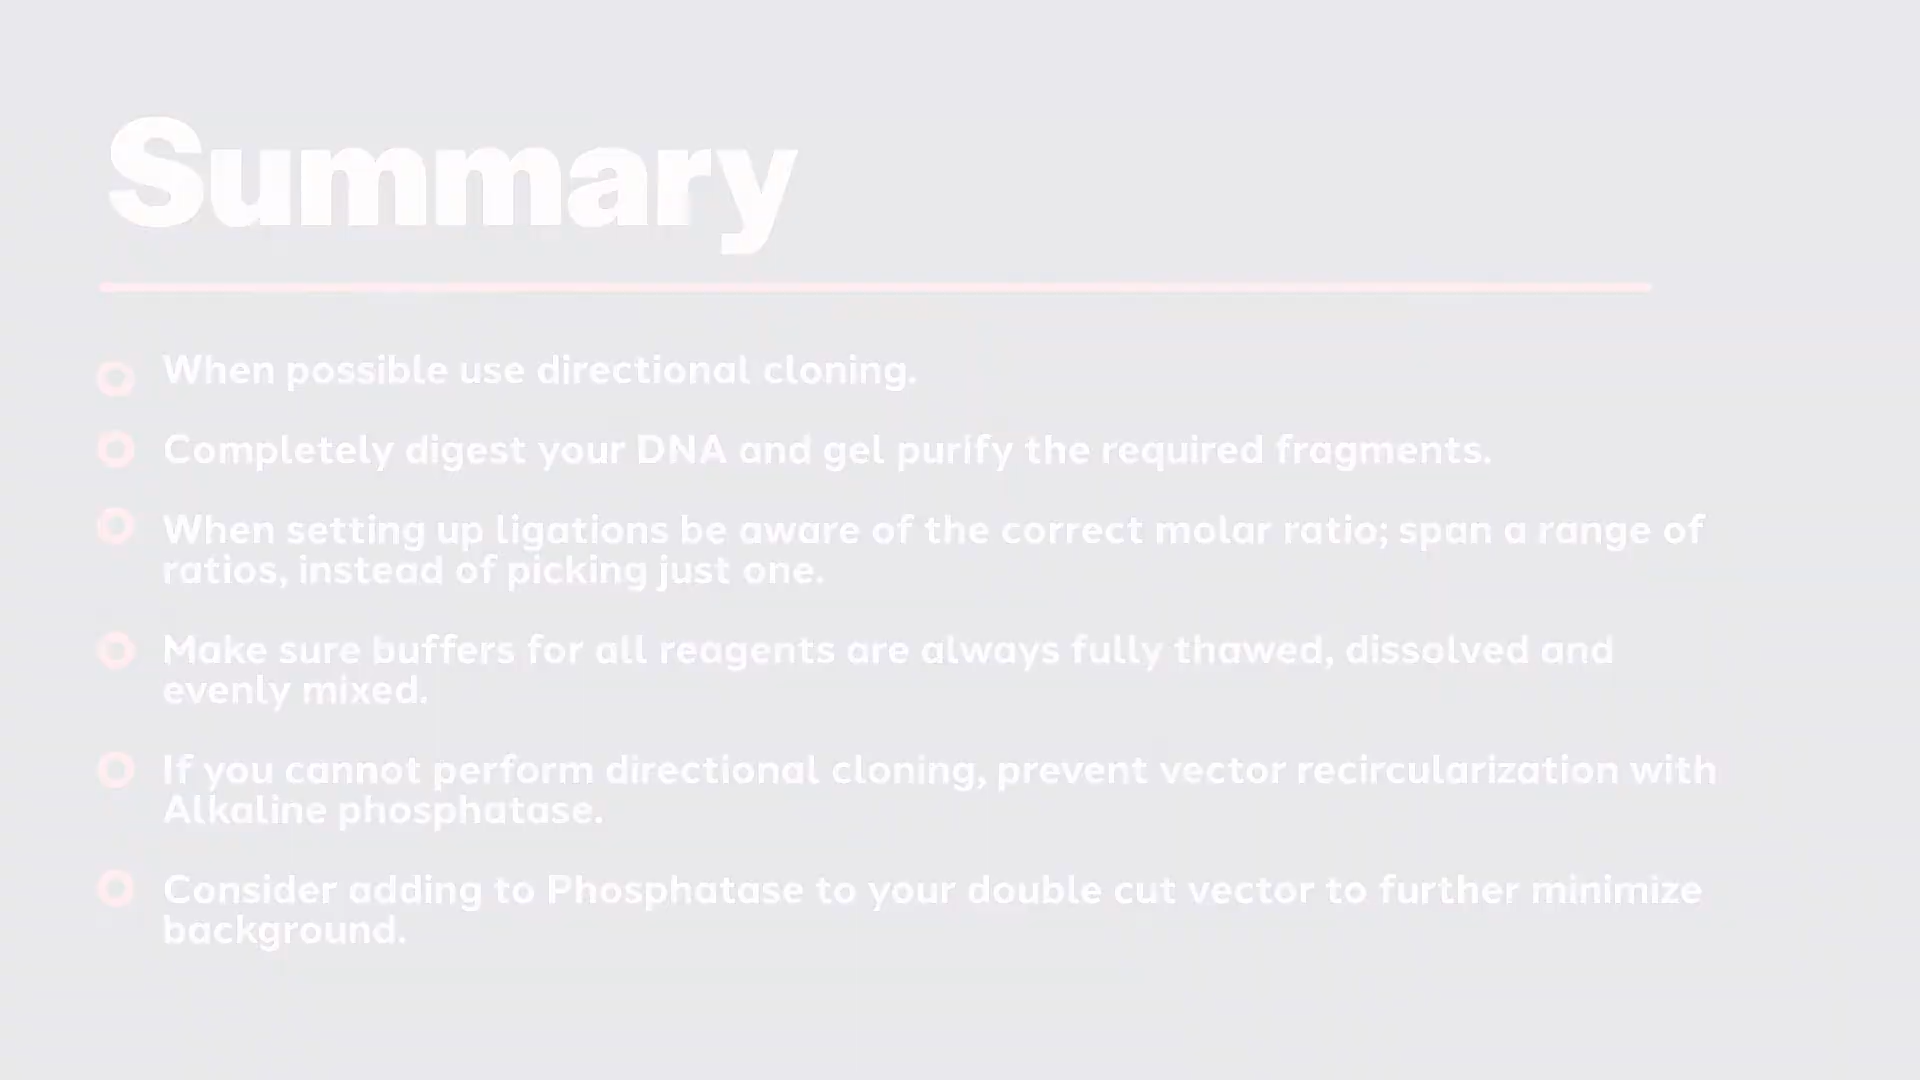 Summary
When possible use directional cloning.
Completely digest your DNA and gel purify the required fragments.
When setting up ligations be aware of the correct molar ratio; span a range of
ratios, instead of picking just one.
Make sure buffers for all reagents are always fully thawed, dissolved and
evenly mixed.
If you cannot perform directional cloning, prevent vector recircularization with
Alkaline phosphatase.
Consider adding to Phosphatase to your double cut vector to further minimize
background.